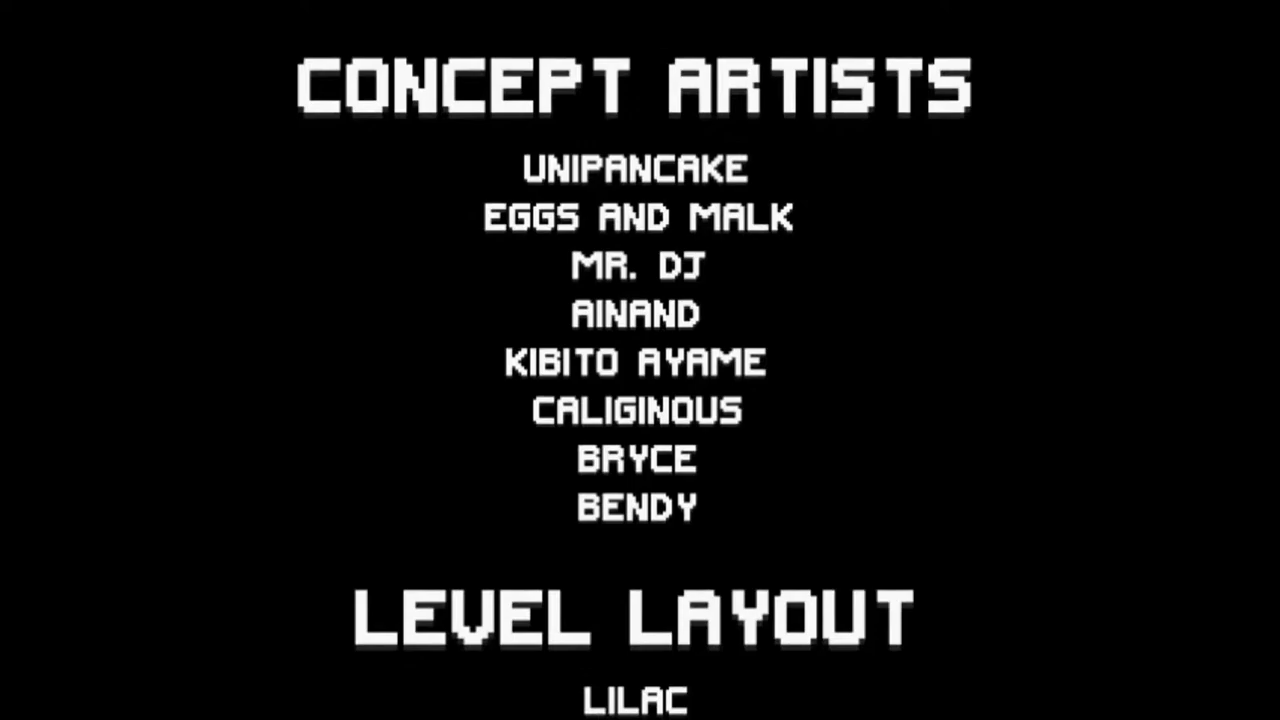 CONCEPT ARTISTS
UNIPANCAKE
EGGS AND MALK
MR. DJ
AINAND
KIBITO AYAME
CALIGINOUS
BRYCE
BENDY
LEVEL LAYOUT
LILAC